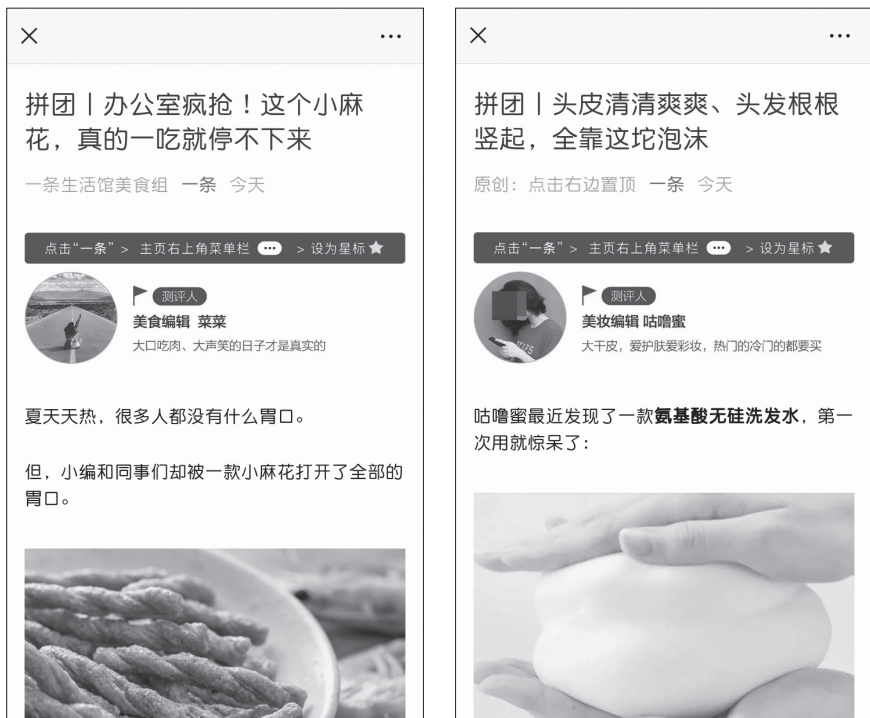 拼团丨办公室疯抢！这个小麻
花，真的一吃就停不下来
一条生活馆美食组 一条 今天
点击“一条” > 主页右上角菜单栏 > 设为星标
测评人
美食编辑 菜菜
大口吃肉、大声笑的日子才是真实的
夏天天热，很多人都没有什么胃口。
但，小编和同事们却被一款小麻花打开了全部的
胃口。
拼团丨头皮清清爽爽、头发根根
竖起，全靠这坨泡沫
原创：点击右边置顶 一条 今天
点击“一条” > 主页右上角菜单栏 > 设为星标
测评人
美妆编辑 咕噜蜜
大干皮，爱护肤爱彩妆，热门的冷门的都要买
咕噜蜜最近发现了一款氨基酸无硅洗发水，第一
次用就惊呆了：